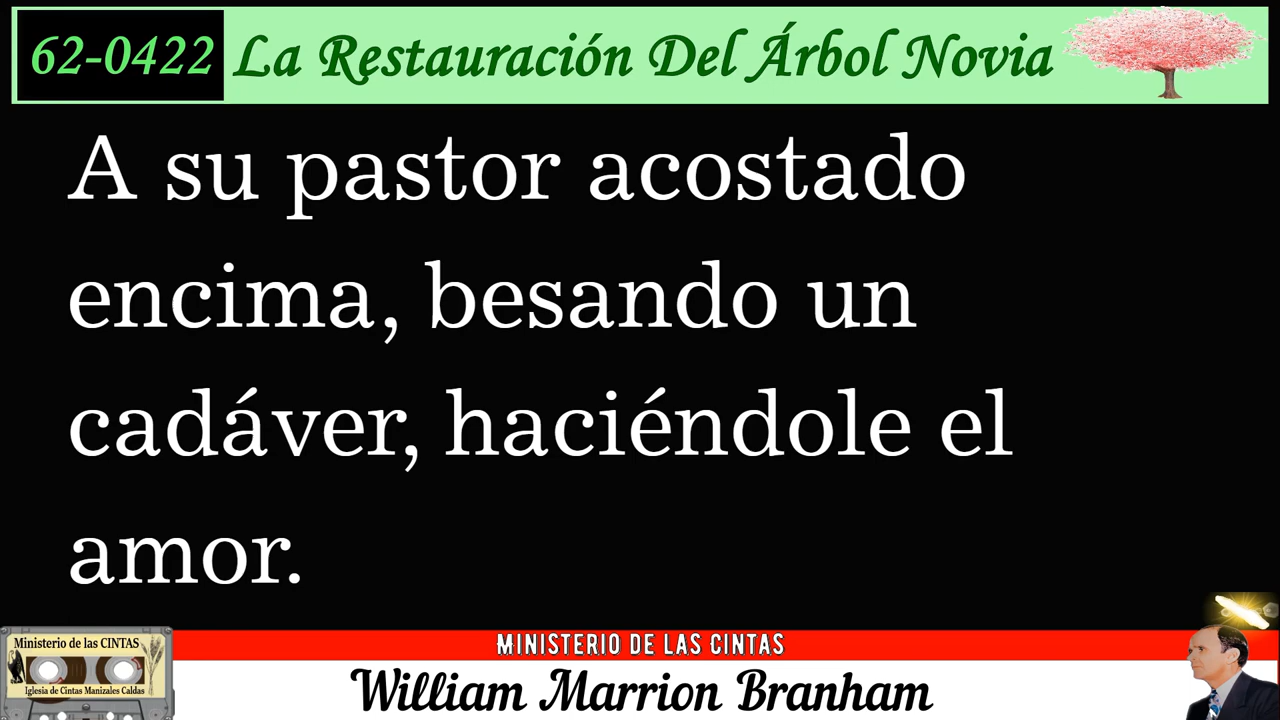 62-0422 La Restauración Del Árbol Novia
A su pastor acostado
encima, besando un
cadáver, haciéndole el
amor.
MINISTERIO DE LAS CINTAS
William Marrion Branham
Ministerio de las CINTAS
Iglesia de Cintas Manizales Caldas